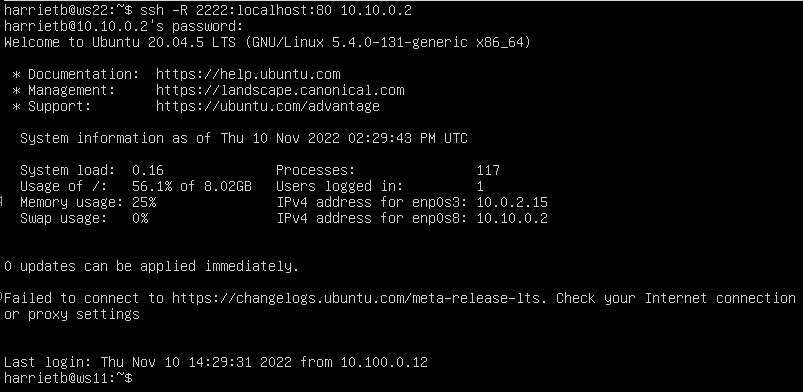 harrietb@ws22:~$ ssh -R 2222:localhost:80 10.10.0.2
harrietb@10.10.0.2's password:
Welcome to Ubuntu 20.04.5 LTS (GNU/Linux 5.4.0-131-generic x86_64)
* Documentation:  https://help.ubuntu.com
* Management:     https://landscape.canonical.com
* Support:        https://ubuntu.com/advantage
System information as of Thu 10 Nov 2022 02:29:43 PM UTC
System load:  0.16               Processes:               117
Usage of /:   56.1% of 8.02GB   Users logged in:         1
Memory usage: 25%                IPv4 address for enp0s3: 10.0.2.15
Swap usage:   0%                 IPv4 address for enp0s8: 10.10.0.2
0 updates can be applied immediately.
Failed to connect to https://changelogs.ubuntu.com/meta-release-lts. Check your Internet connection
or proxy settings
Last login: Thu Nov 10 14:29:31 2022 from 10.100.0.12
harrietb@ws11:~$